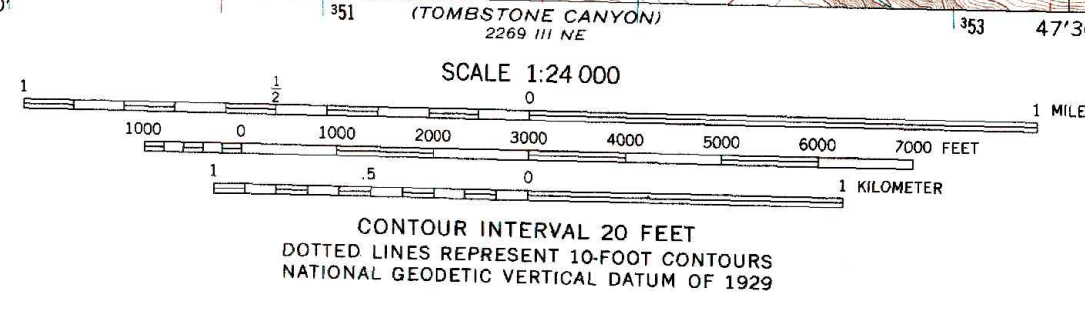 ³51
(TOMBSTONE CANYON)
2269 III NE
³53
SCALE 1:24 000
1 ½ 0 1 MILE
1000 0 1000 2000 3000 4000 5000 6000 7000 FEET
1 .5 0 1 KILOMETER
CONTOUR INTERVAL 20 FEET
DOTTED LINES REPRESENT 10-FOOT CONTOURS
NATIONAL GEODETIC VERTICAL DATUM OF 1929